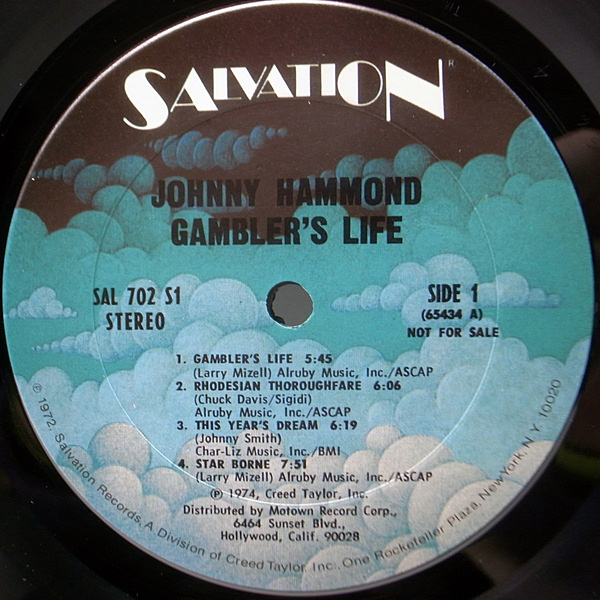 SALVATION®
JOHNNY HAMMOND
GAMBLER'S LIFE
SAL 702 S1
STEREO
SIDE 1
(65434 A)
NOT FOR SALE
1. GAMBLER'S LIFE 5:45
(Larry Mizell) Alruby Music, Inc./ASCAP
2. RHODESIAN THOROUGHFARE 6:06
(Chuck Davis/Sigidi)
Alruby Music, Inc./ASCAP
3. THIS YEAR'S DREAM 6:19
(Johnny Smith)
Char-Liz Music, Inc./BMI
4. STAR BORNE 7:51
(Larry Mizell) Alruby Music, Inc./ASCAP
℗ 1974, Creed Taylor, Inc.
Distributed by Motown Record Corp.,
6464 Sunset Blvd.,
Hollywood, Calif. 90028
℗ 1972, Salvation Records, A Division of Creed Taylor, Inc., One Rockefeller Plaza, New York, N.Y. 10020